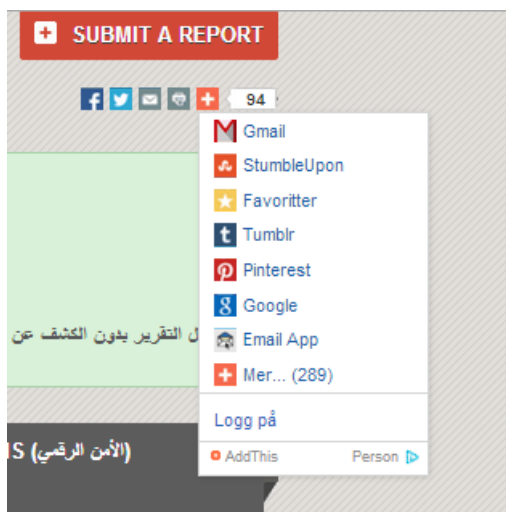 SUBMIT A REPORT
94
Gmail
StumbleUpon
Favoritter
Tumblr
Pinterest
Google
ل التقرير بدون الكشف عن
Email App
Mer... (289)
Logg på
(الأمن الرقمي) IS
AddThis Person